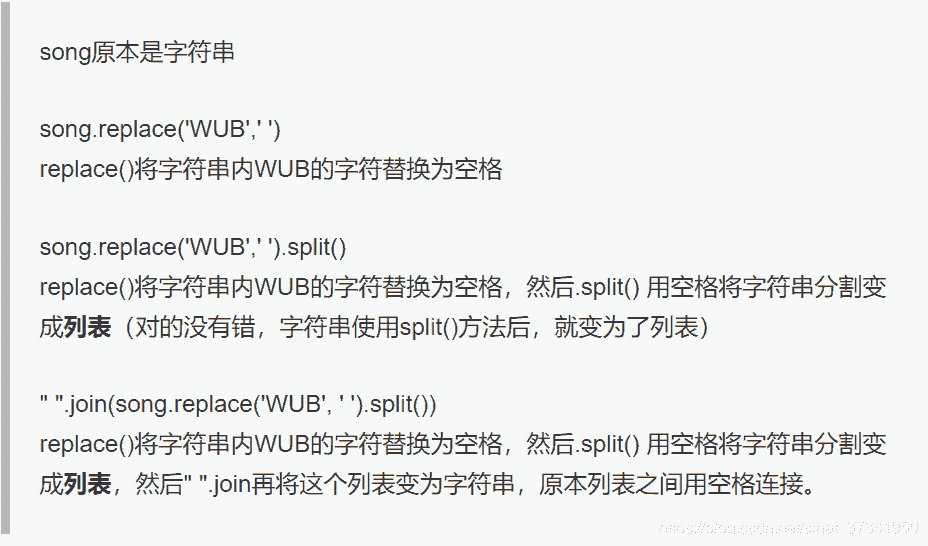 song原本是字符串
song.replace('WUB',' ')
replace()将字符串内WUB的字符替换为空格
song.replace('WUB',' ').split()
replace()将字符串内WUB的字符替换为空格，然后.split() 用空格将字符串分割变
成列表（对的没有错，字符串使用split()方法后，就变为了列表）
" ".join(song.replace('WUB', ' ').split())
replace()将字符串内WUB的字符替换为空格，然后.split() 用空格将字符串分割变
成列表，然后" ".join再将这个列表变为字符串，原本列表之间用空格连接。